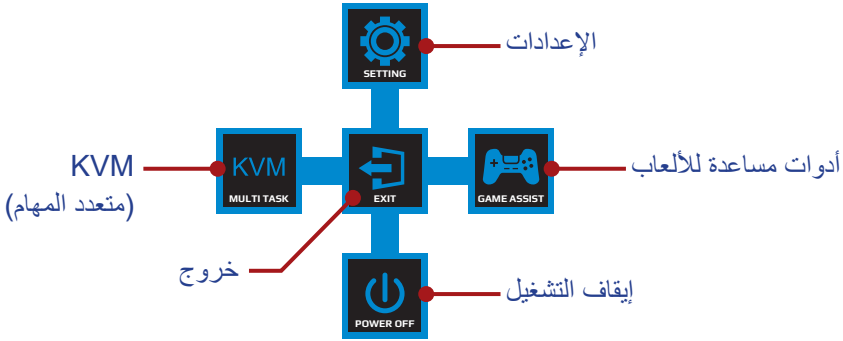 الإعدادات
SETTING
KVM
(متعدد المهام)
KVM
MULTI TASK
EXIT
GAME ASSIST
أدوات مساعدة للألعاب
خروج
POWER OFF
إيقاف التشغيل